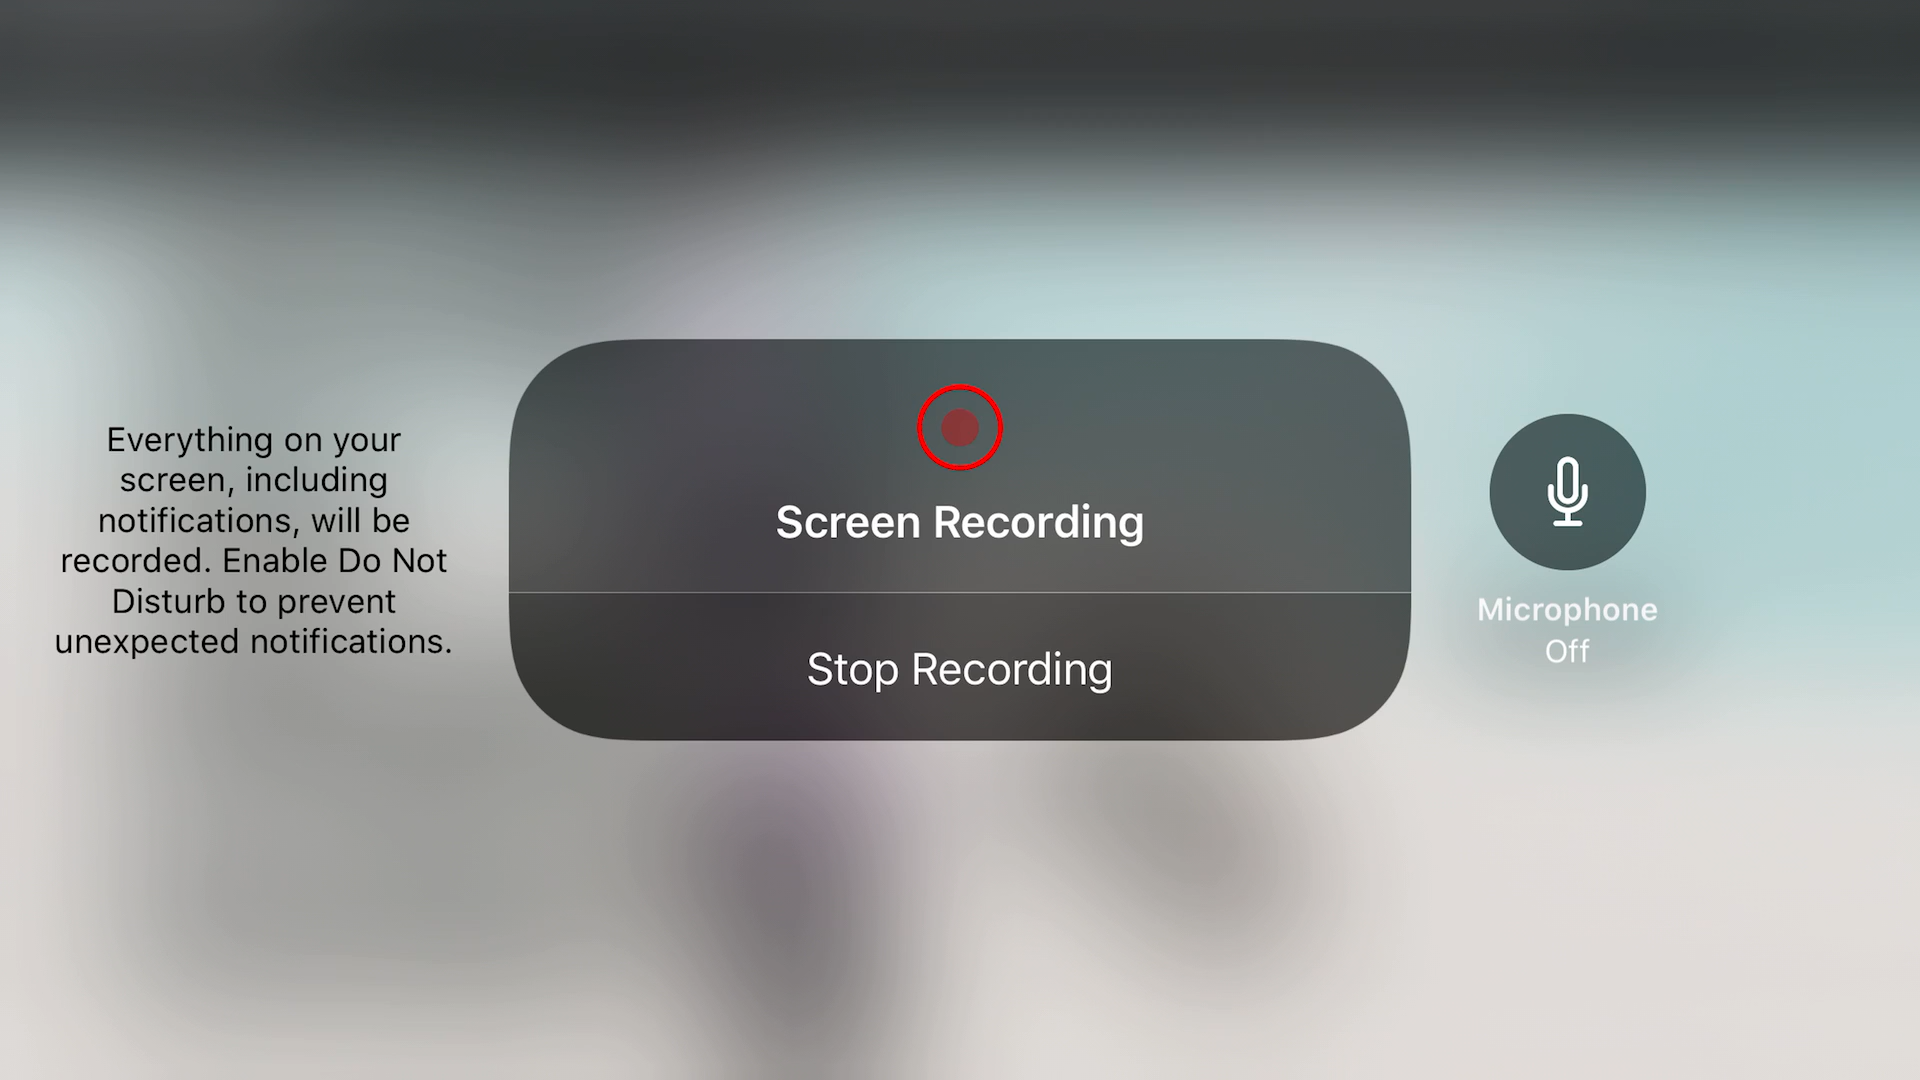 Everything on your
screen, including
notifications, will be
recorded. Enable Do Not
Disturb to prevent
unexpected notifications.
Screen Recording
Stop Recording
Microphone
Off